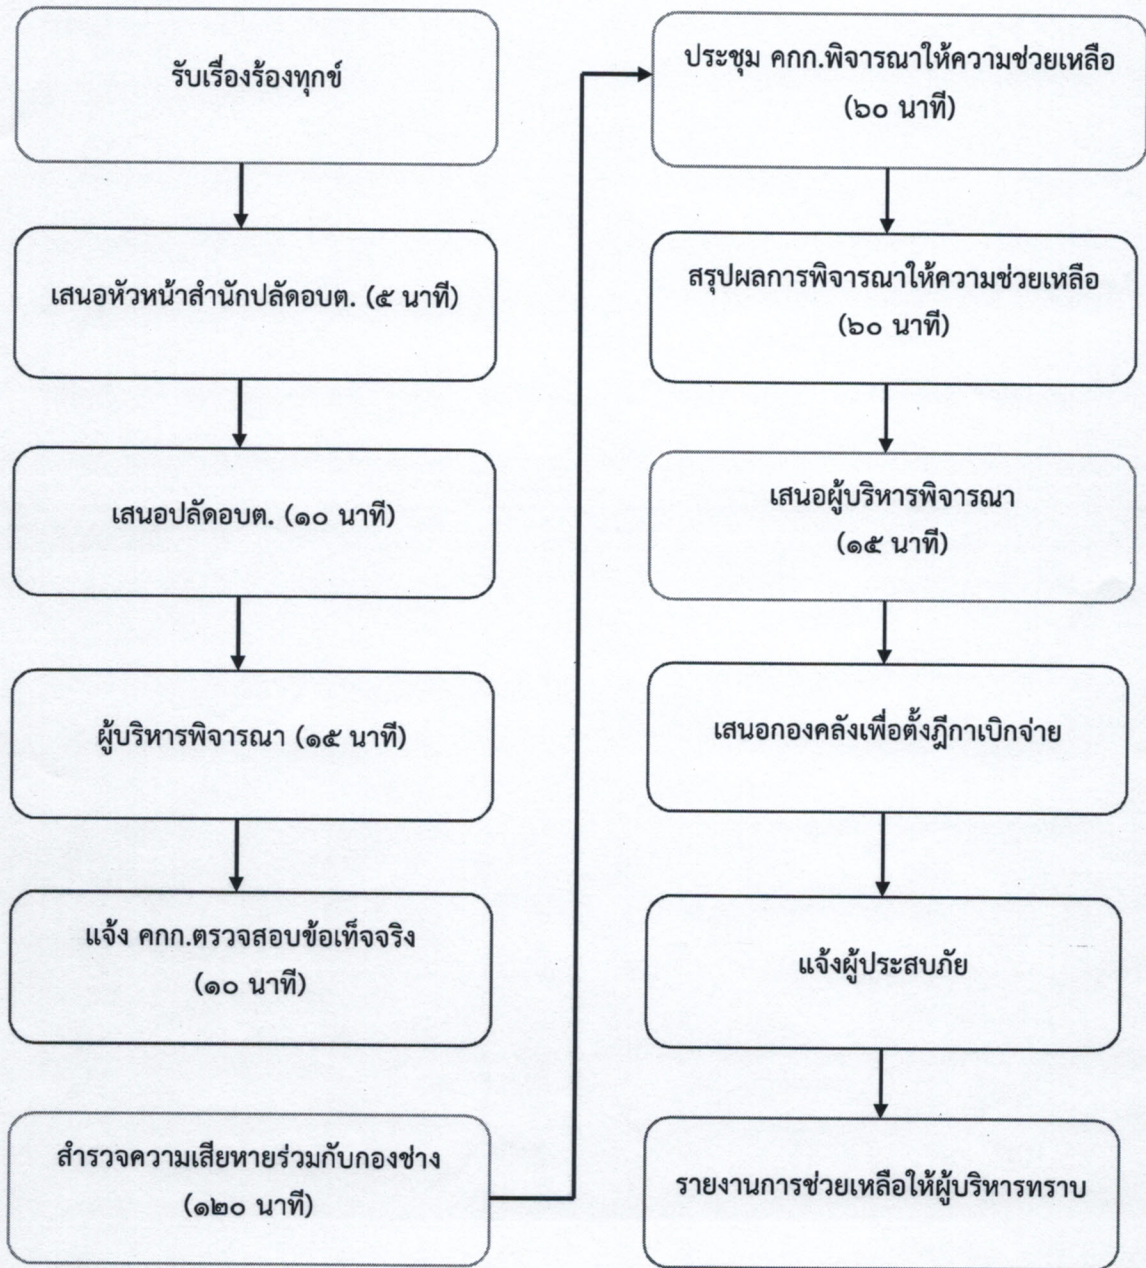 รับเรื่องร้องทุกข์
เสนอหัวหน้าสำนักปลัดอบต. (๕ นาที)
เสนอปลัดอบต. (๑๐ นาที)
ผู้บริหารพิจารณา (๑๕ นาที)
แจ้ง คกก.ตรวจสอบข้อเท็จจริง
(๑๐ นาที)
สำรวจความเสียหายร่วมกับกองช่าง
(๑๒๐ นาที)
ประชุม คกก.พิจารณาให้ความช่วยเหลือ
(๖๐ นาที)
สรุปผลการพิจารณาให้ความช่วยเหลือ
(๖๐ นาที)
เสนอผู้บริหารพิจารณา
(๑๕ นาที)
เสนอกองคลังเพื่อตั้งฎีกาเบิกจ่าย
แจ้งผู้ประสบภัย
รายงานการช่วยเหลือให้ผู้บริหารทราบ